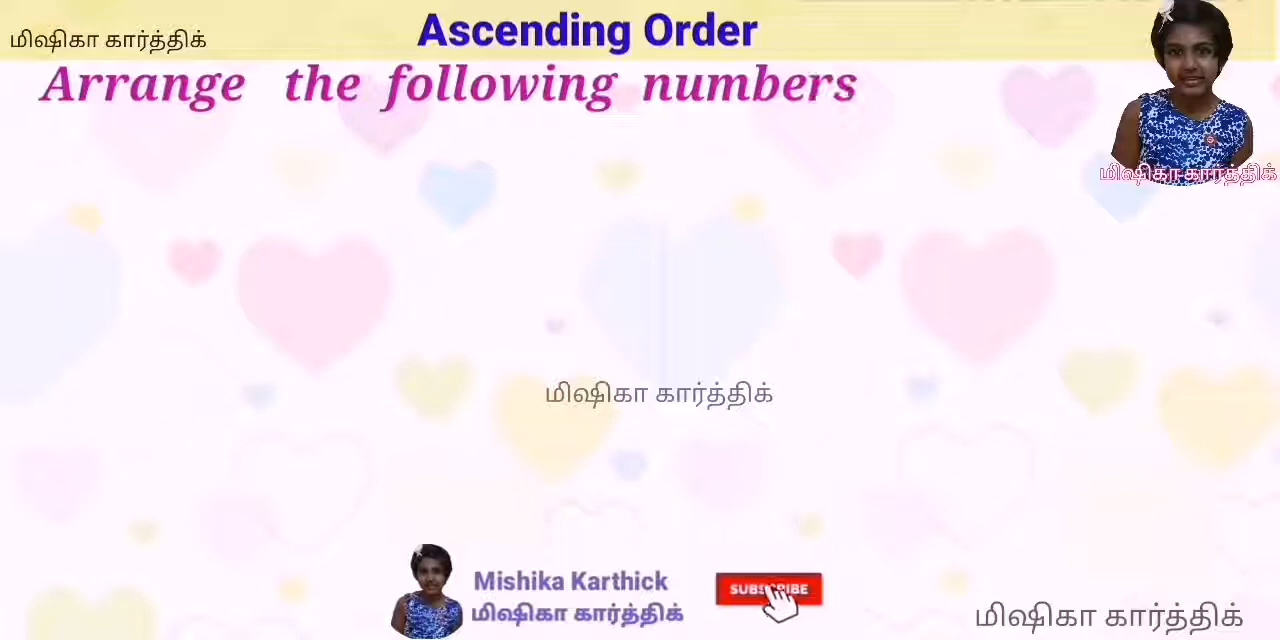 Ascending Order
மிஷிகா கார்த்திக்
Arrange the following numbers
மிஷிகா கார்த்திக்
மிஷிகா கார்த்திக்
Mishika Karthick
மிஷிகா கார்த்திக்
SUBSCRIBE
மிஷிகா கார்த்திக்